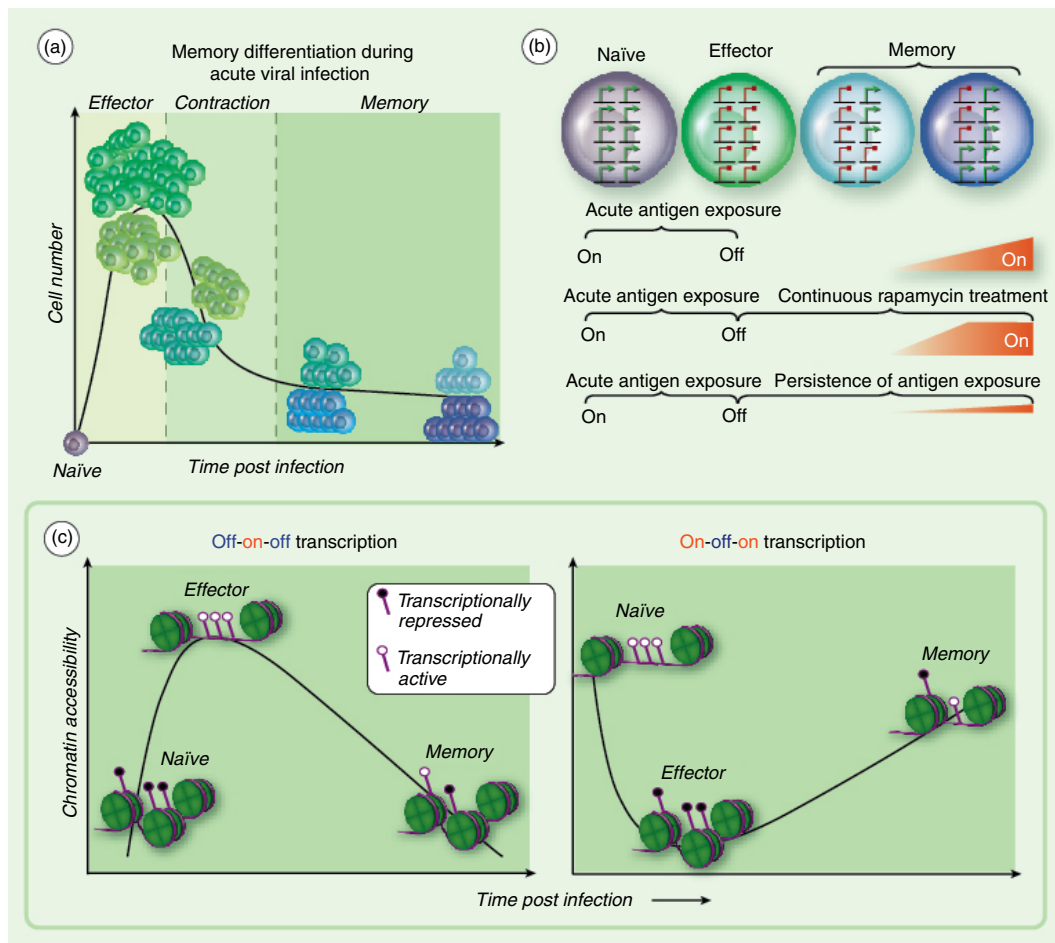 (a)
Memory differentiation during
acute viral infection
Effector
Contraction
Memory
Cell number
Naïve
Time post infection
(b)
Naïve
Effector
Memory
Acute antigen exposure
On
Off
On
Acute antigen exposure
Continuous rapamycin treatment
On
Off
On
Acute antigen exposure
Persistence of antigen exposure
On
Off
(c)
Off-on-off transcription
Chromatin accessibility
Effector
Naïve
Memory
Transcriptionally
repressed
Transcriptionally
active
On-off-on transcription
Naïve
Memory
Effector
Time post infection